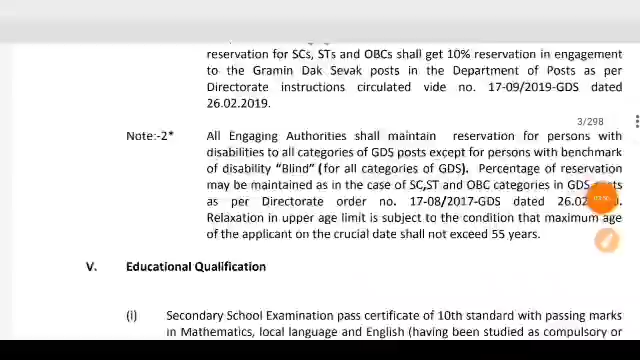 reservation for SCs, STs and OBCs shall get 10% reservation in engagement
to the Gramin Dak Sevak posts in the Department of Posts as per
Directorate instructions circulated vide no. 17-09/2019-GDS dated
26.02.2019.
3/298
Note:-2* All Engaging Authorities shall maintain reservation for persons with
disabilities to all categories of GDS posts except for persons with benchmark
of disability "Blind" (for all categories of GDS). Percentage of reservation
may be maintained as in the case of SC,ST and OBC categories in GDS posts
as per Directorate order no. 17-08/2017-GDS dated
Relaxation in upper age limit is subject to the condition that maximum age
of the applicant on the crucial date shall not exceed 55 years.
V. Educational Qualification
(i) Secondary School Examination pass certificate of 10th standard with passing marks
in Mathematics, local language and English (having been studied as compulsory or